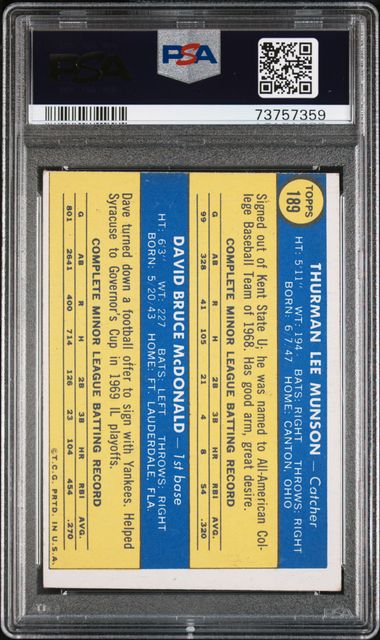 PSA
PSA
73757359
TOPPS
189
THURMAN LEE MUNSON — Catcher
HT: 5'11" WT: 194 BATS: RIGHT THROWS: RIGHT
BORN: 6.7.47 HOME: CANTON, OHIO
Signed out of Kent State U; he was named to All-American Col-
lege Baseball Team of 1968. Has good arm, great desire.
COMPLETE MINOR LEAGUE BATTING RECORD
G AB R H 2B 3B HR RBI AVG.
99 328 41 105 21 4 8 54 .320
DAVID BRUCE McDONALD — 1st base
HT: 6'3" WT: 227 BATS: LEFT THROWS: RIGHT
BORN: 5.20.43 HOME: FT. LAUDERDALE, FLA.
COMPLETE MINOR LEAGUE BATTING RECORD
Dave turned down a football offer to sign with Yankees. Helped
Syracuse to Governor's Cup in 1969 IL playoffs.
G AB R H 2B 3B HR RBI AVG.
801 2641 400 714 126 23 104 454 .270
© T.C.G. PRTD. IN U.S.A.